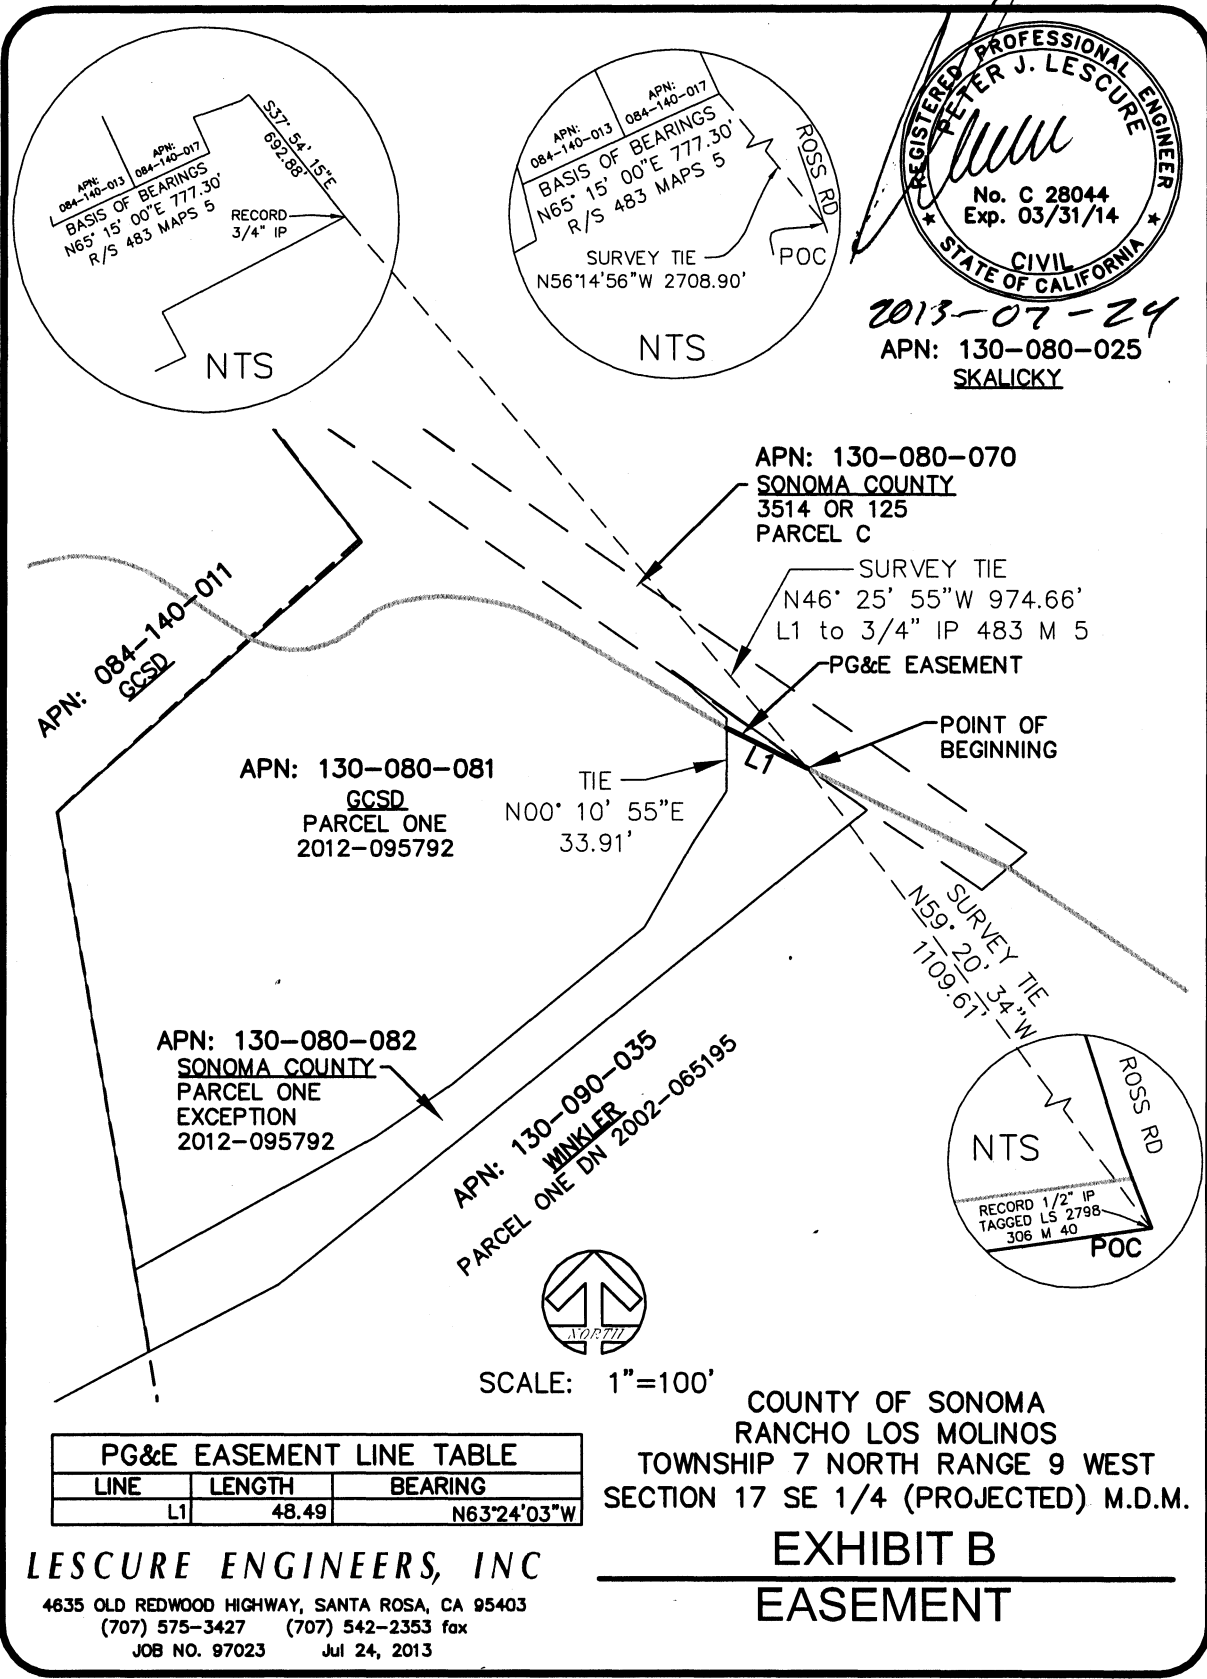 APN:
084-140-013
APN:
084-140-017
BASIS OF BEARINGS
N65° 15' 00"E 777.30'
R/S 483 MAPS 5
S37° 54' 15"E
692.88'
RECORD
3/4" IP
NTS
APN:
084-140-013
APN:
084-140-017
BASIS OF BEARINGS
N65° 15' 00"E 777.30'
R/S 483 MAPS 5
ROSS RD
SURVEY TIE
N56°14'56"W 2708.90'
POC
NTS
REGISTERED PROFESSIONAL ENGINEER
PETER J. LESCURE
No. C 28044
Exp. 03/31/14
CIVIL
STATE OF CALIFORNIA
2013-07-24
APN: 130-080-025
SKALICKY
APN: 130-080-070
SONOMA COUNTY
3514 OR 125
PARCEL C
SURVEY TIE
N46° 25' 55"W 974.66'
L1 to 3/4" IP 483 M 5
PG&E EASEMENT
POINT OF
BEGINNING
APN: 084-140-011
GCSD
L1
APN: 130-080-081
GCSD
PARCEL ONE
2012-095792
TIE
N00° 10' 55"E
33.91'
SURVEY TIE
N59° 20' 34"W
1109.61'
APN: 130-080-082
SONOMA COUNTY
PARCEL ONE
EXCEPTION
2012-095792
APN: 130-090-035
WINKLER
PARCEL ONE DN 2002-065195
ROSS RD
NTS
RECORD 1/2" IP
TAGGED LS 2798
306 M 40
POC
NORTH
SCALE: 1"=100'
COUNTY OF SONOMA
RANCHO LOS MOLINOS
TOWNSHIP 7 NORTH RANGE 9 WEST
SECTION 17 SE 1/4 (PROJECTED) M.D.M.
EXHIBIT B
EASEMENT
PG&E EASEMENT LINE TABLE
LINE LENGTH BEARING
L1 48.49 N63°24'03"W
LESCURE ENGINEERS, INC
4635 OLD REDWOOD HIGHWAY, SANTA ROSA, CA 95403
(707) 575-3427 (707) 542-2353 fax
JOB NO. 97023 Jul 24, 2013